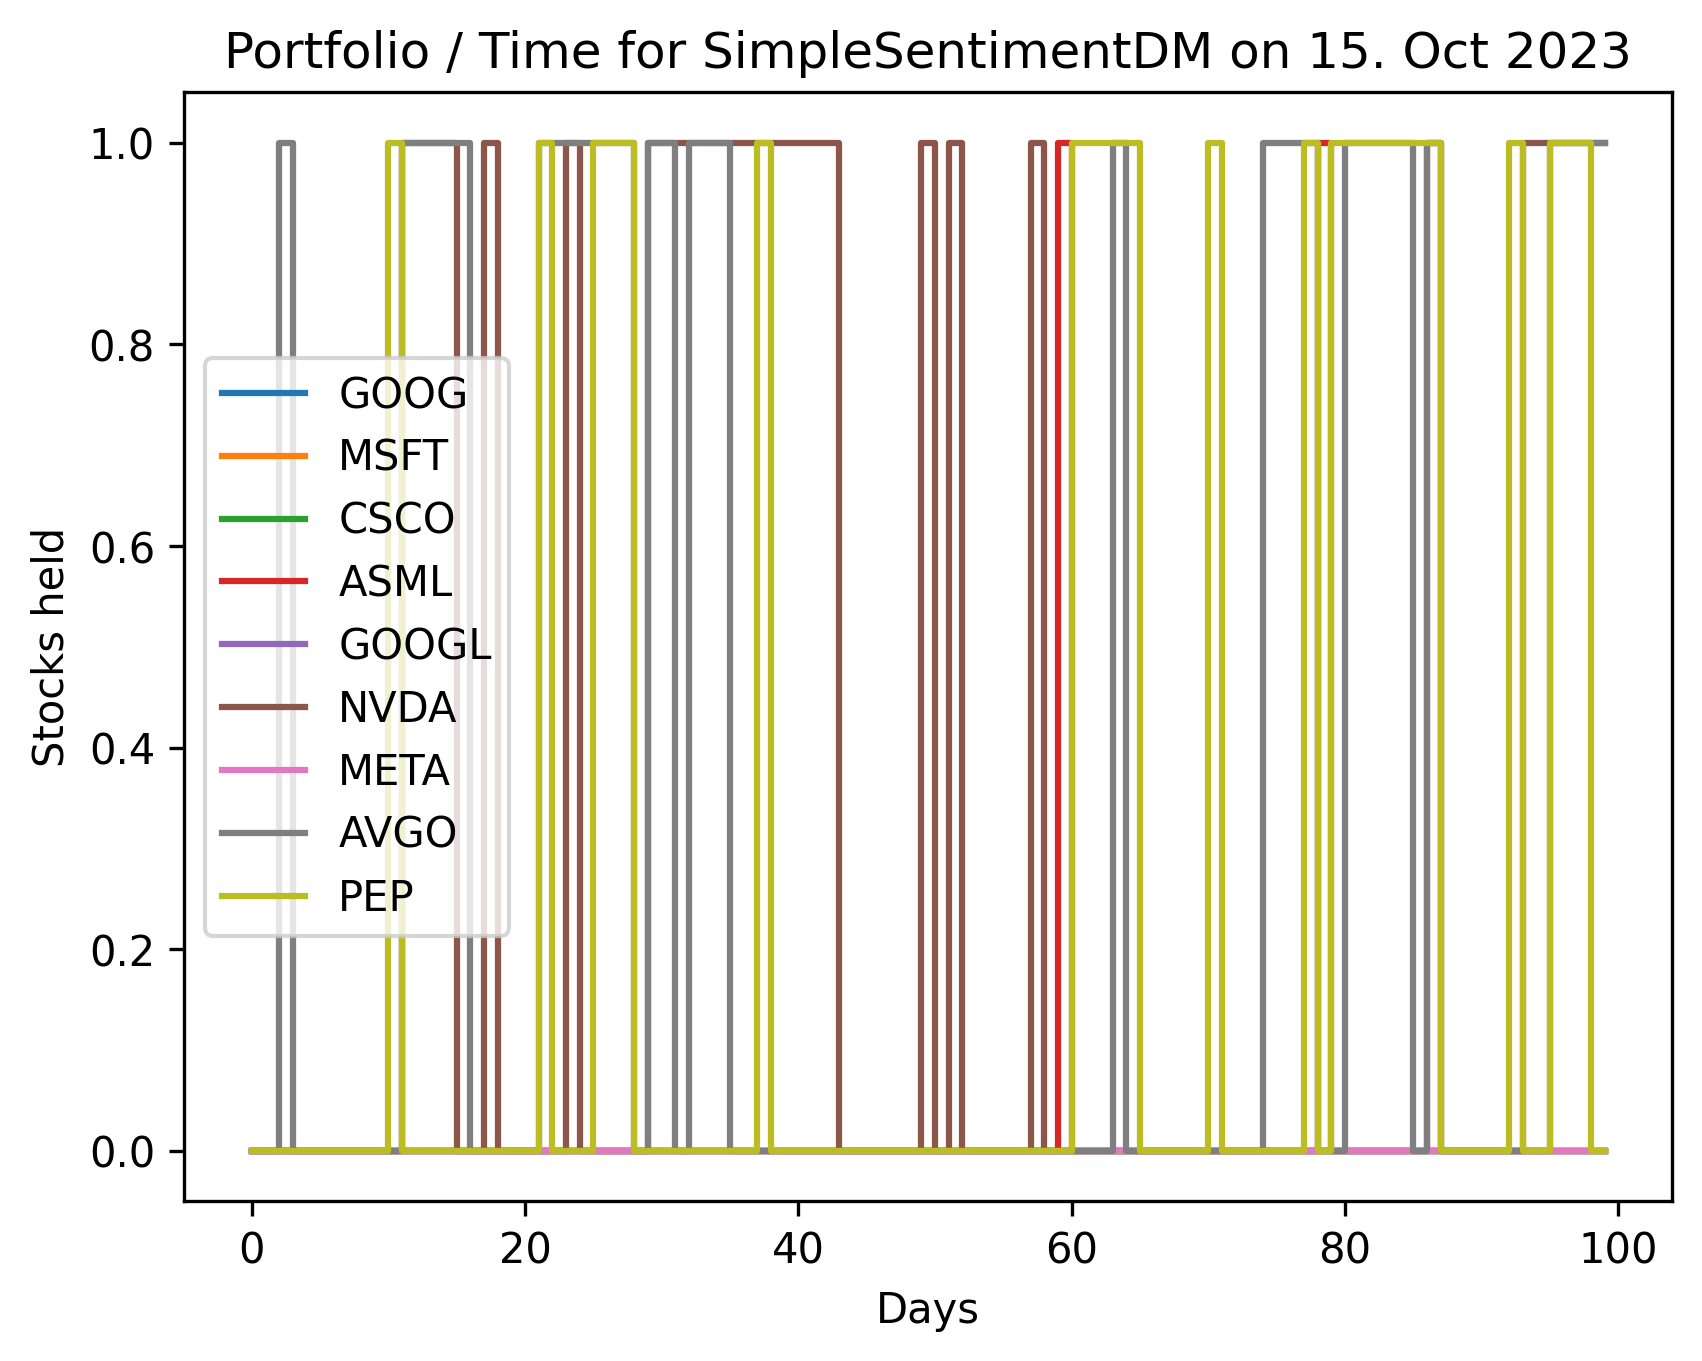 Portfolio / Time for SimpleSentimentDM on 15. Oct 2023
1.0
0.8
0.6
0.4
0.2
0.0
Stocks held
GOOG
MSFT
CSCO
ASML
GOOGL
NVDA
META
AVGO
PEP
0 20 40 60 80 100
Days